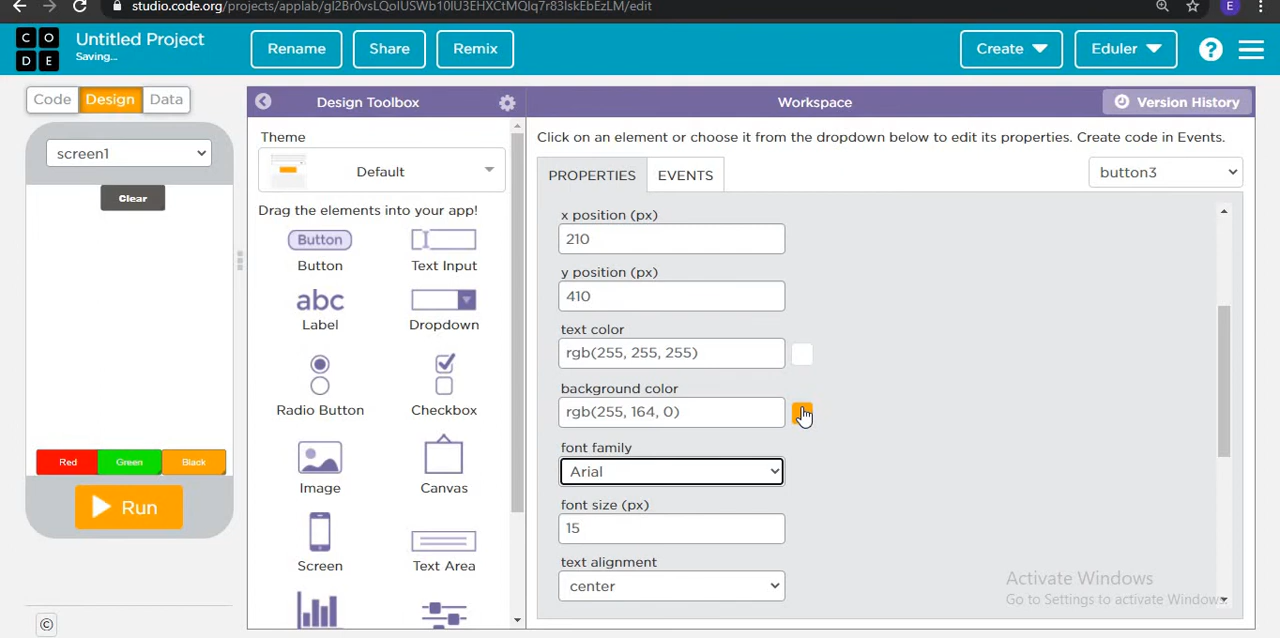 studio.code.org/projects/applab/gl2Br0vsLQolUSWb10lU3EHXCtMQlq7r83lskEbEzLM/edit
E
C O
D E
Untitled Project
Saving...
Rename
Share
Remix
Create
Eduler
?
Code
Design
Data
Design Toolbox
Workspace
Version History
screen1
Clear
Red
Green
Black
Run
Theme
Default
Drag the elements into your app!
Button
Button
Text Input
abc
Label
Dropdown
Radio Button
Checkbox
Image
Canvas
Screen
Text Area
Click on an element or choose it from the dropdown below to edit its properties. Create code in Events.
PROPERTIES
EVENTS
button3
x position (px)
210
y position (px)
410
text color
rgb(255, 255, 255)
background color
rgb(255, 164, 0)
font family
Arial
font size (px)
15
text alignment
center
Activate Windows
Go to Settings to activate Windows.
©